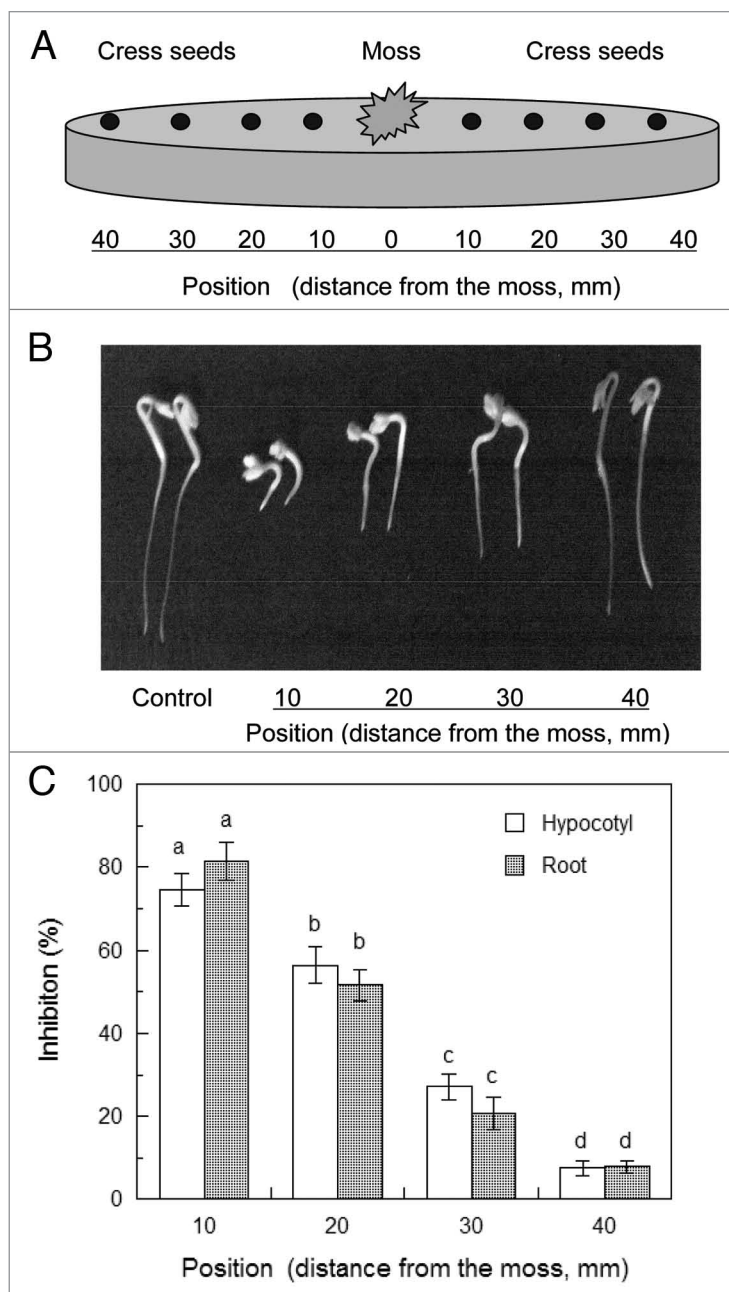 A
Cress seeds Moss Cress seeds
40 30 20 10 0 10 20 30 40
Position (distance from the moss, mm)
B
Control 10 20 30 40
Position (distance from the moss, mm)
C
100
80
60
40
20
0
Inhibiton (%)
a a
b b
c c
d d
Hypocotyl
Root
10 20 30 40
Position (distance from the moss, mm)